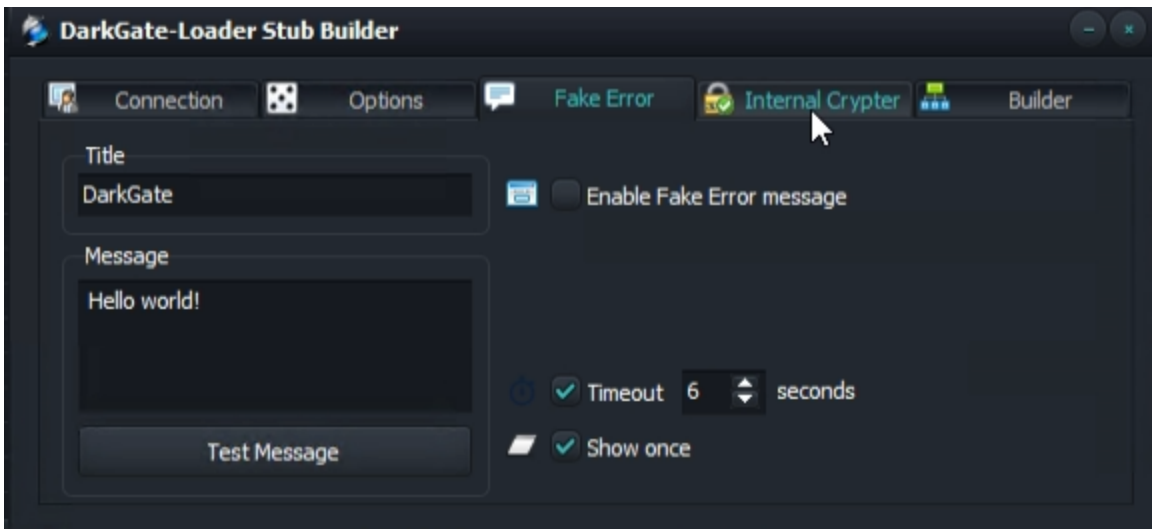 DarkGate-Loader Stub Builder
Connection Options Fake Error Internal Crypter Builder
Title
DarkGate
Enable Fake Error message
Message
Hello world!
Timeout 6 seconds
Test Message
Show once